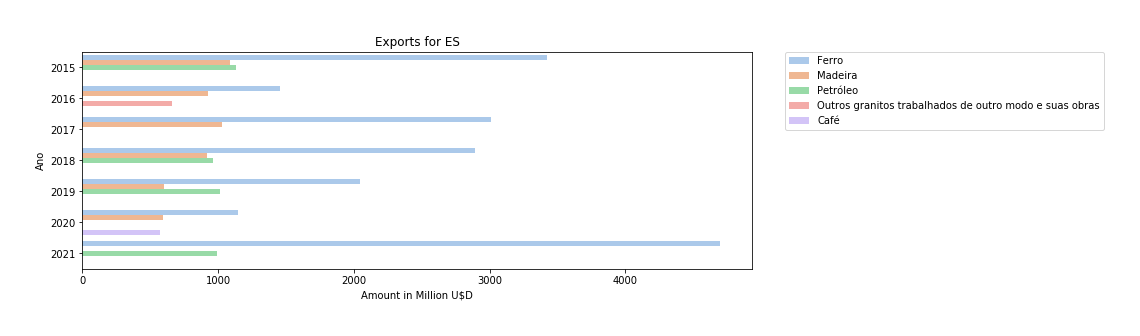 Exports for ES
Ano
2015
2016
2017
2018
2019
2020
2021
0 1000 2000 3000 4000
Amount in Million U$D
Ferro
Madeira
Petróleo
Outros granitos trabalhados de outro modo e suas obras
Café